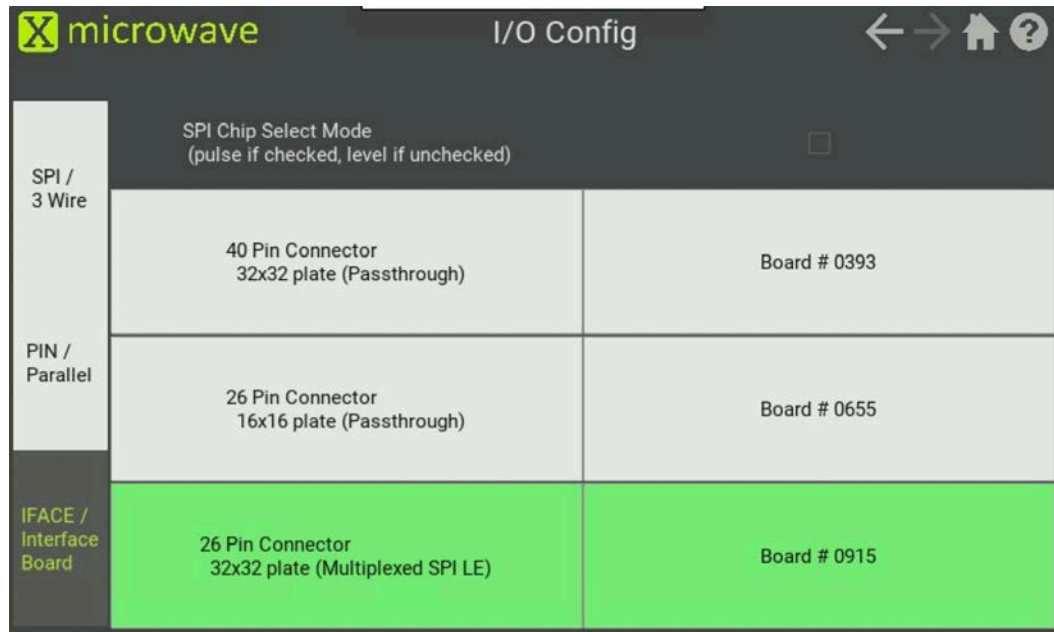 X microwave
I/O Config
?
SPI Chip Select Mode
(pulse if checked, level if unchecked)
SPI /
3 Wire
40 Pin Connector
32x32 plate (Passthrough)
Board # 0393
PIN /
Parallel
26 Pin Connector
16x16 plate (Passthrough)
Board # 0655
IFACE /
Interface
Board
26 Pin Connector
32x32 plate (Multiplexed SPI LE)
Board # 0915